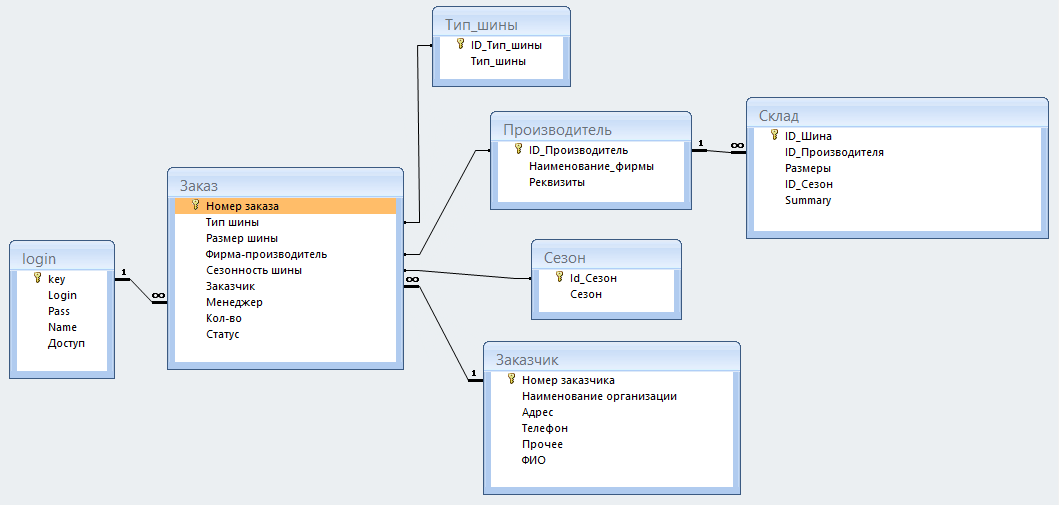 Тип_шины
ID_Тип_шины
Тип_шины
Производитель
ID_Производитель
Наименование_фирмы
Реквизиты
1
∞
Склад
ID_Шина
ID_Производителя
Размеры
ID_Сезон
Summary
Заказ
Номер заказа
Тип шины
Размер шины
Фирма-производитель
Сезонность шины
Заказчик
Менеджер
Кол-во
Статус
login
key
Login
Pass
Name
Доступ
1
∞
Сезон
Id_Сезон
Сезон
∞
1
Заказчик
Номер заказчика
Наименование организации
Адрес
Телефон
Прочее
ФИО